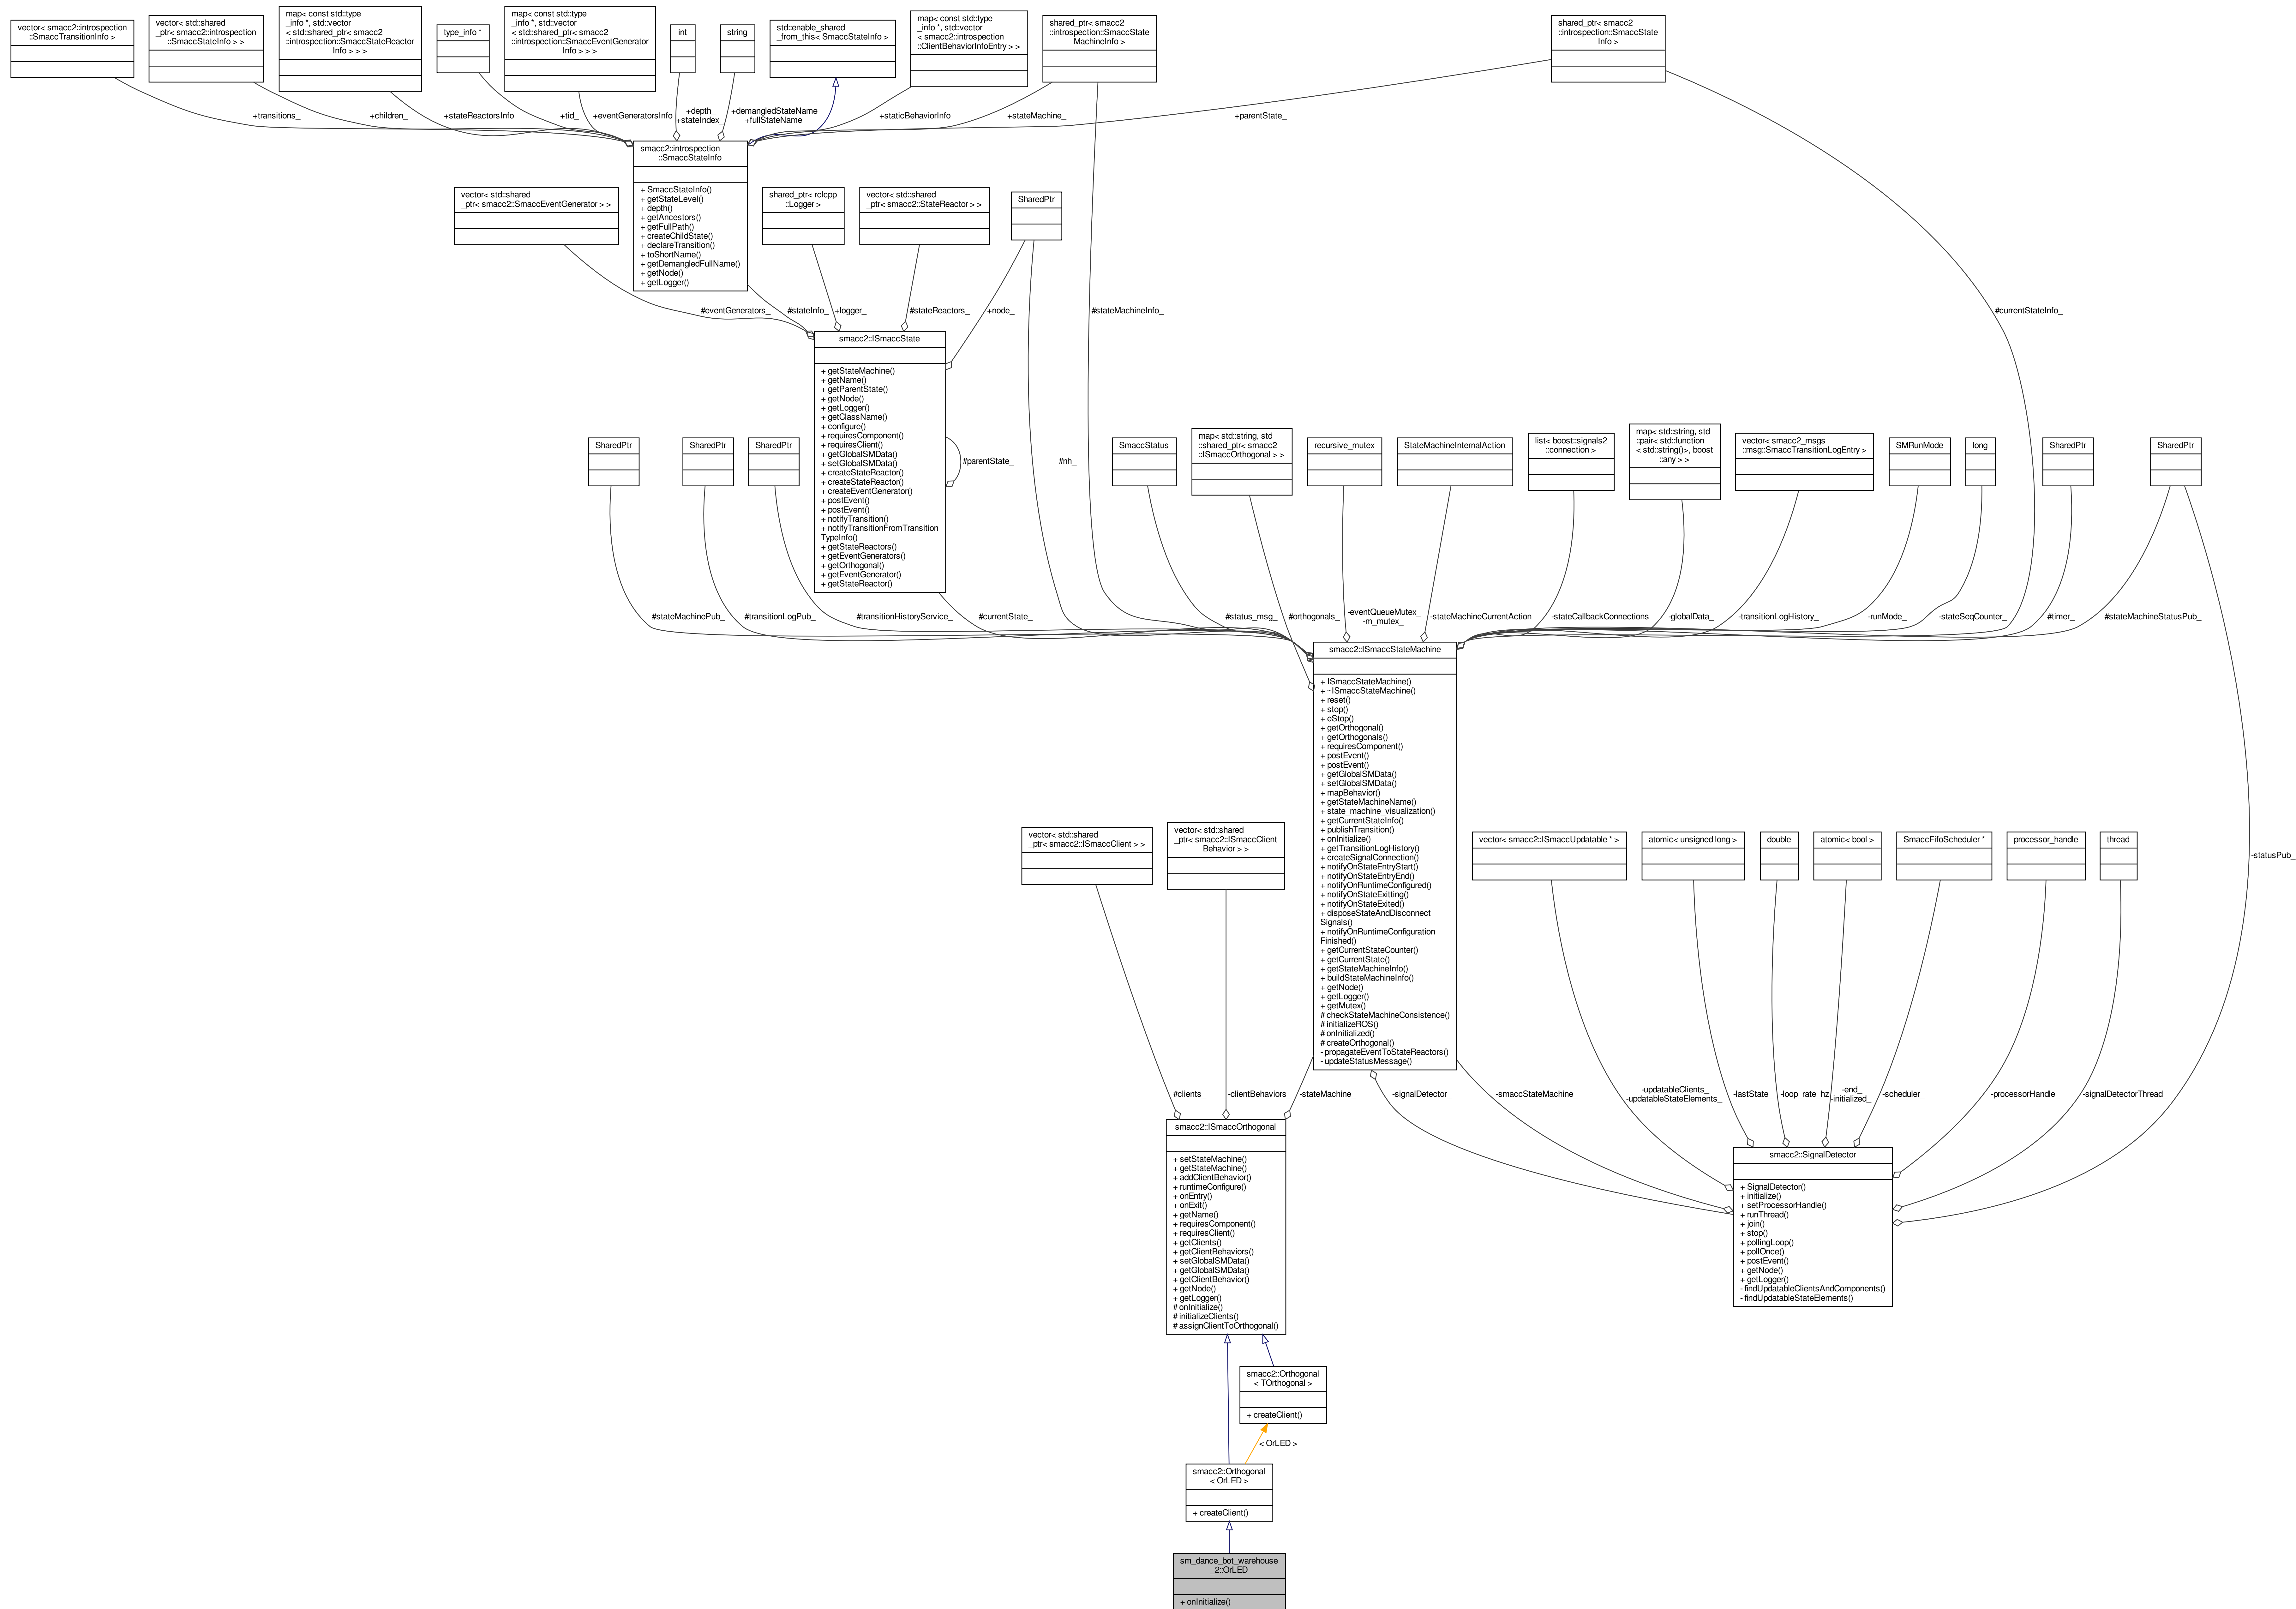 vector< smacc2::introspection
::SmaccTransitionInfo >
vector< std::shared
_ptr< smacc2::introspection
::SmaccStateInfo > >
map< const std::type
_info *, std::vector
< std::shared_ptr< smacc2
::introspection::SmaccStateReactor
Info > > >
type_info *
map< const std::type
_info *, std::vector
< std::shared_ptr< smacc2
::introspection::SmaccEventGenerator
Info > > >
int
string
std::enable_shared
_from_this< SmaccStateInfo >
map< const std::type
_info *, std::vector
< smacc2::introspection
::ClientBehaviorInfoEntry > >
shared_ptr< smacc2
::introspection::SmaccState
MachineInfo >
shared_ptr< smacc2
::introspection::SmaccState
Info >
+transitions_
+children_
+stateReactorsInfo
+tid_
+eventGeneratorsInfo
+depth_
+stateIndex_
+demangledStateName
+fullStateName
+staticBehaviorInfo
+stateMachine_
+parentState_
smacc2::introspection
::SmaccStateInfo
+ SmaccStateInfo()
+ getStateLevel()
+ depth()
+ getAncestors()
+ getFullPath()
+ createChildState()
+ declareTransition()
+ toShortName()
+ getDemangledFullName()
+ getNode()
+ getLogger()
vector< std::shared
_ptr< smacc2::SmaccEventGenerator > >
shared_ptr< rclcpp
::Logger >
vector< std::shared
_ptr< smacc2::StateReactor > >
SharedPtr
#eventGenerators_
#stateInfo_
+logger_
#stateReactors_
+node_
#stateMachineInfo_
#currentStateInfo_
smacc2::ISmaccState
+ getStateMachine()
+ getName()
+ getParentState()
+ getNode()
+ getLogger()
+ getClassName()
+ configure()
+ requiresComponent()
+ requiresClient()
+ getGlobalSMData()
+ setGlobalSMData()
+ createStateReactor()
+ createStateReactor()
+ createEventGenerator()
+ postEvent()
+ postEvent()
+ notifyTransition()
+ notifyTransitionFromTransition
TypeInfo()
+ getStateReactors()
+ getEventGenerators()
+ getOrthogonal()
+ getEventGenerator()
+ getStateReactor()
#parentState_
#nh_
SharedPtr
SharedPtr
SharedPtr
SmaccStatus
map< std::string, std
::shared_ptr< smacc2
::ISmaccOrthogonal > >
recursive_mutex
StateMachineInternalAction
list< boost::signals2
::connection >
map< std::string, std
::pair< std::function
< std::string()>, boost
::any > >
vector< smacc2_msgs
::msg::SmaccTransitionLogEntry >
SMRunMode
long
SharedPtr
SharedPtr
#stateMachinePub_
#transitionLogPub_
#transitionHistoryService_
#currentState_
#status_msg_
#orthogonals_
-eventQueueMutex_
-m_mutex_
-stateMachineCurrentAction
-stateCallbackConnections
-globalData_
-transitionLogHistory_
-runMode_
-stateSeqCounter_
#timer_
#stateMachineStatusPub_
smacc2::ISmaccStateMachine
+ ISmaccStateMachine()
+ ~ISmaccStateMachine()
+ reset()
+ stop()
+ eStop()
+ getOrthogonal()
+ getOrthogonals()
+ requiresComponent()
+ postEvent()
+ postEvent()
+ getGlobalSMData()
+ setGlobalSMData()
+ mapBehavior()
+ getStateMachineName()
+ state_machine_visualization()
+ getCurrentStateInfo()
+ publishTransition()
+ onInitialize()
+ getTransitionLogHistory()
+ createSignalConnection()
+ notifyOnStateEntryStart()
+ notifyOnStateEntryEnd()
+ notifyOnRuntimeConfigured()
+ notifyOnStateExitting()
+ notifyOnStateExited()
+ disposeStateAndDisconnect
Signals()
+ notifyOnRuntimeConfiguration
Finished()
+ getCurrentStateCounter()
+ getCurrentState()
+ getStateMachineInfo()
+ buildStateMachineInfo()
+ getNode()
+ getLogger()
+ getMutex()
# checkStateMachineConsistence()
# initializeROS()
# onInitialized()
# createOrthogonal()
- propagateEventToStateReactors()
- updateStatusMessage()
vector< std::shared
_ptr< smacc2::ISmaccClient > >
vector< std::shared
_ptr< smacc2::ISmaccClient
Behavior > >
vector< smacc2::ISmaccUpdatable * >
atomic< unsigned long >
double
atomic< bool >
SmaccFifoScheduler *
processor_handle
thread
-statusPub_
#clients_
-clientBehaviors_
-stateMachine_
-signalDetector_
-smaccStateMachine_
-updatableClients_
-updatableStateElements_
-lastState_
-loop_rate_hz
-end_
-initialized_
-scheduler_
-processorHandle_
-signalDetectorThread_
smacc2::ISmaccOrthogonal
+ setStateMachine()
+ getStateMachine()
+ addClientBehavior()
+ runtimeConfigure()
+ onEntry()
+ onExit()
+ getName()
+ requiresComponent()
+ requiresClient()
+ getClients()
+ getClientBehaviors()
+ setGlobalSMData()
+ getGlobalSMData()
+ getClientBehavior()
+ getNode()
+ getLogger()
# onInitialize()
# initializeClients()
# assignClientToOrthogonal()
smacc2::SignalDetector
+ SignalDetector()
+ initialize()
+ setProcessorHandle()
+ runThread()
+ join()
+ stop()
+ pollingLoop()
+ pollOnce()
+ postEvent()
+ getNode()
+ getLogger()
- findUpdatableClientsAndComponents()
- findUpdatableStateElements()
smacc2::Orthogonal
< TOrthogonal >
+ createClient()
< OrLED >
smacc2::Orthogonal
< OrLED >
+ createClient()
sm_dance_bot_warehouse
_2::OrLED
+ onInitialize()